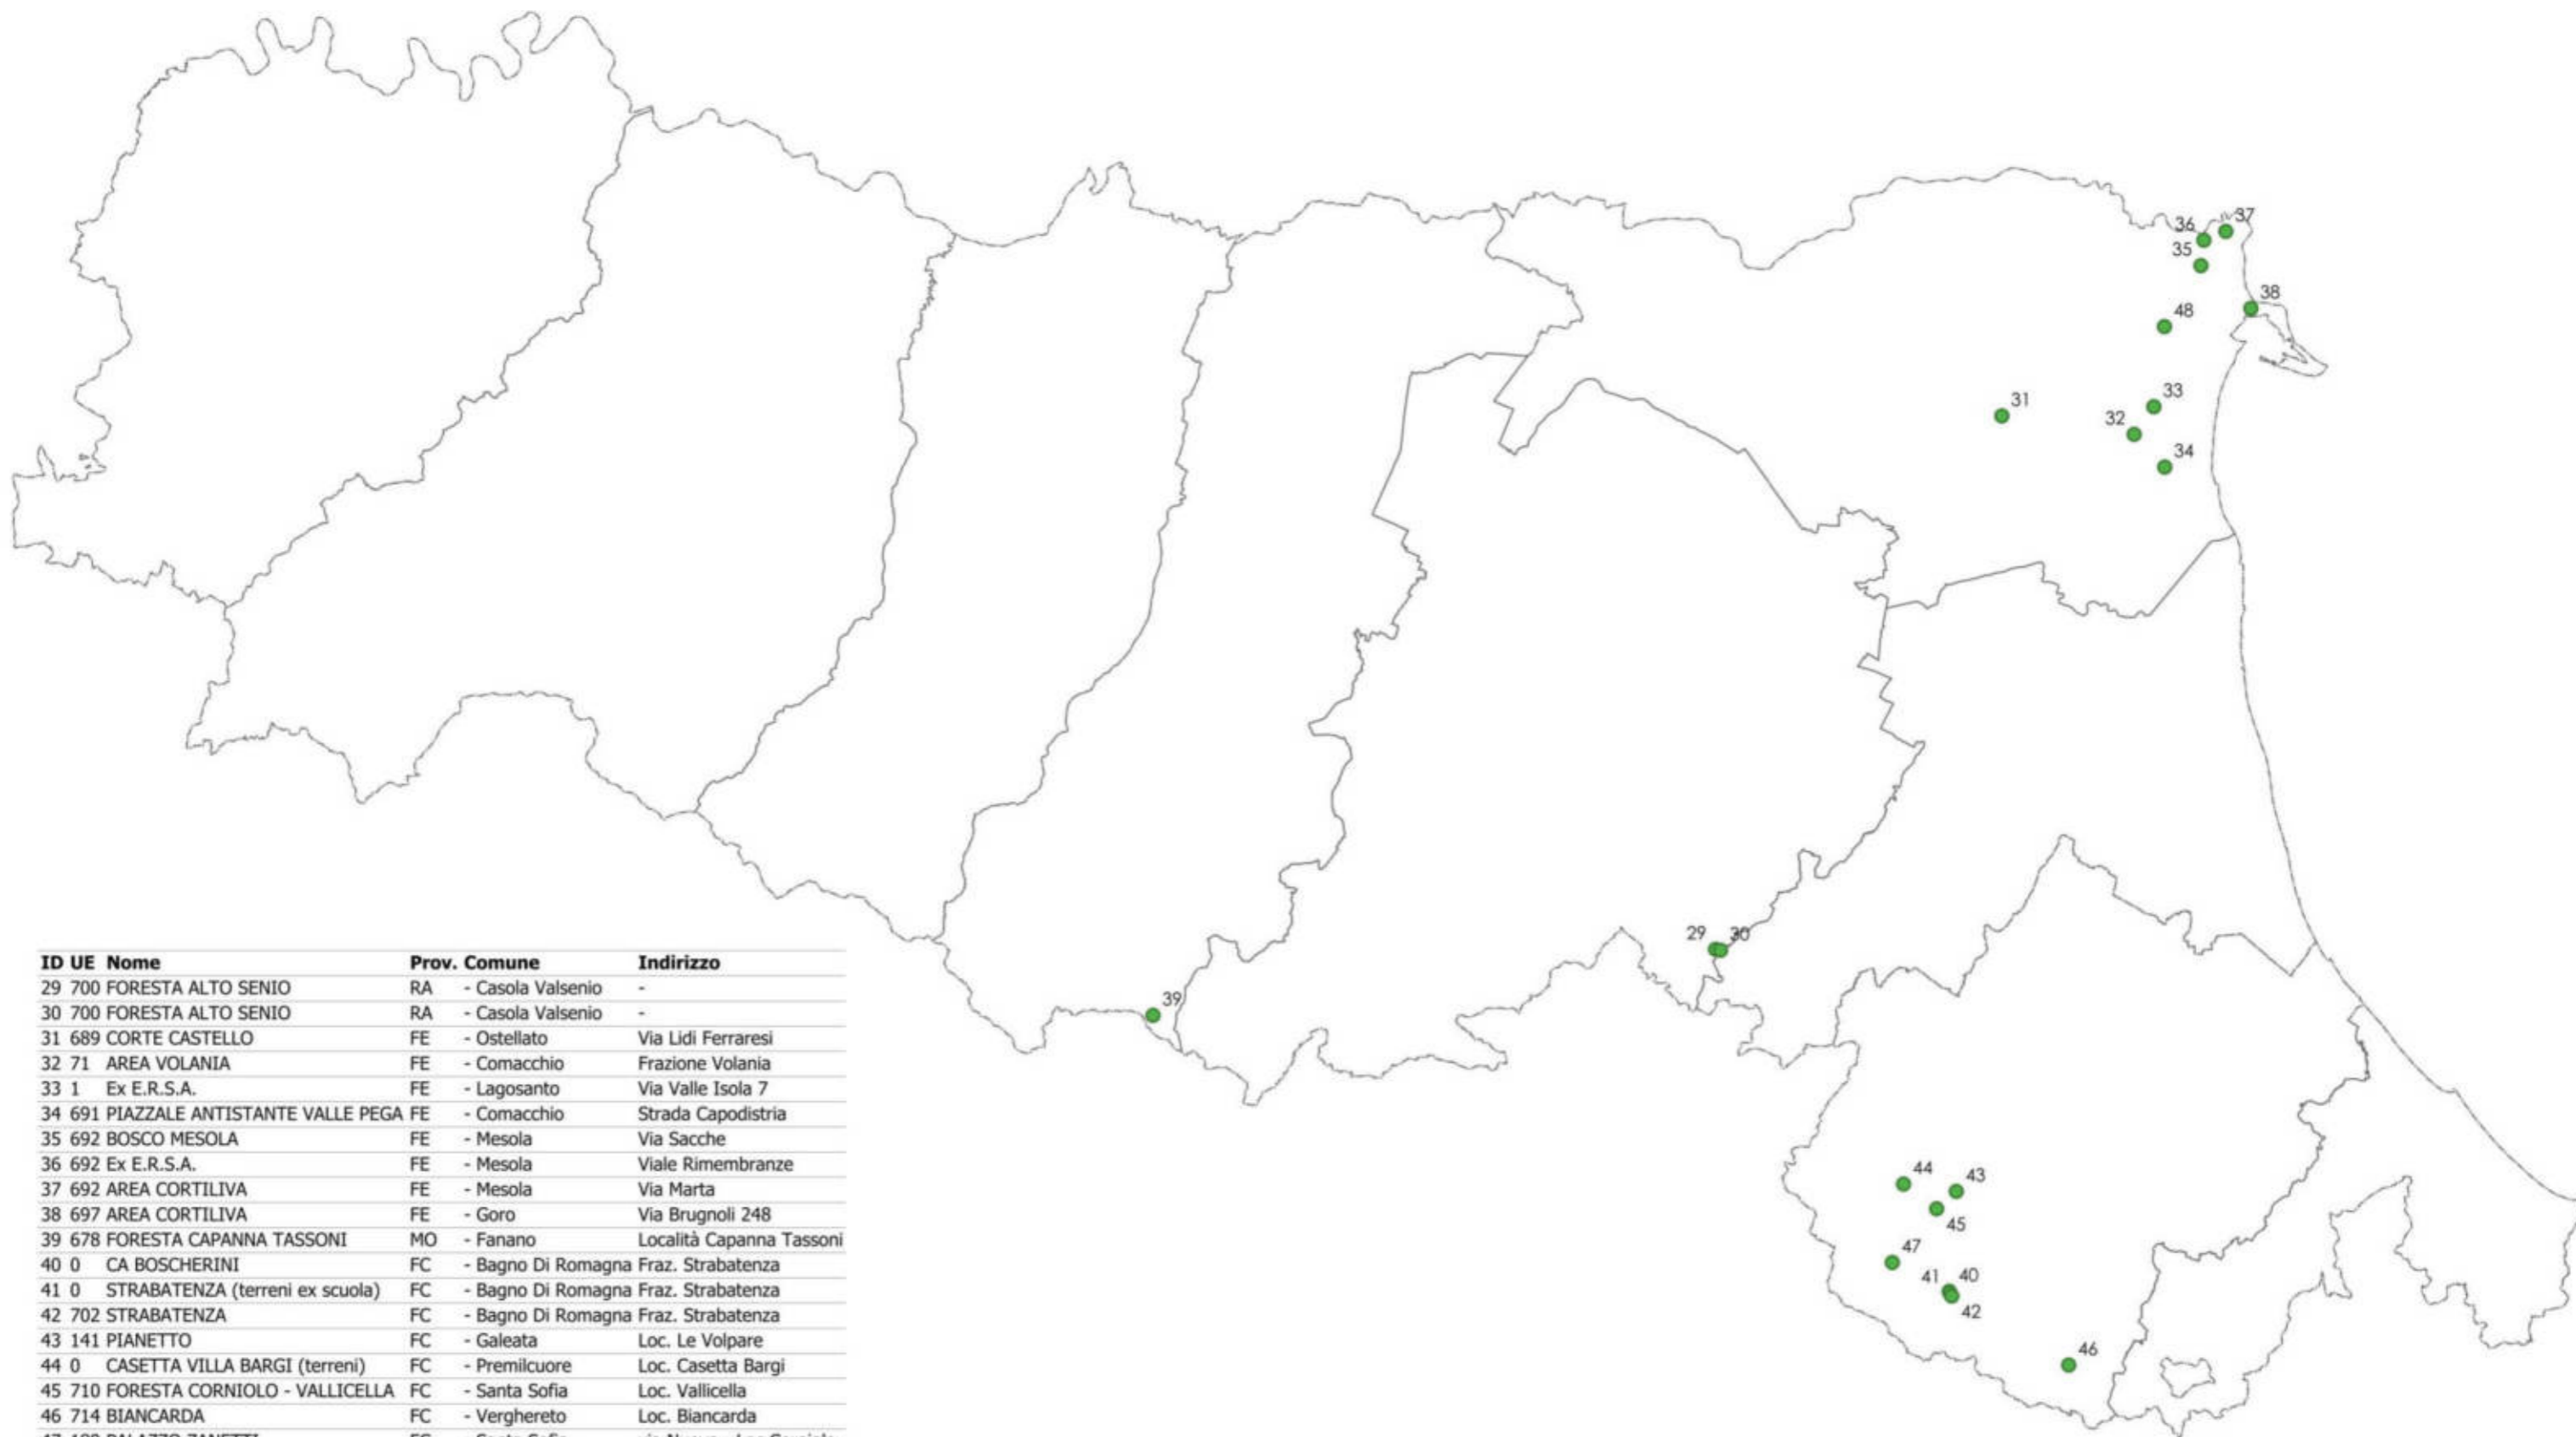 37
36
35
38
48
33
31
32
34
29 30
39
44
43
45
47
41 40
42
46
ID UE Nome Prov. Comune Indirizzo
29 700 FORESTA ALTO SENIO RA - Casola Valsenio -
30 700 FORESTA ALTO SENIO RA - Casola Valsenio -
31 689 CORTE CASTELLO FE - Ostellato Via Lidi Ferraresi
32 71 AREA VOLANIA FE - Comacchio Frazione Volania
33 1 Ex E.R.S.A. FE - Lagosanto Via Valle Isola 7
34 691 PIAZZALE ANTISTANTE VALLE PEGA FE - Comacchio Strada Capodistria
35 692 BOSCO MESOLA FE - Mesola Via Sacche
36 692 Ex E.R.S.A. FE - Mesola Viale Rimembranze
37 692 AREA CORTILIVA FE - Mesola Via Marta
38 697 AREA CORTILIVA FE - Goro Via Brugnoli 248
39 678 FORESTA CAPANNA TASSONI MO - Fanano Località Capanna Tassoni
40 0 CA BOSCHERINI FC - Bagno Di Romagna Fraz. Strabatenza
41 0 STRABATENZA (terreni ex scuola) FC - Bagno Di Romagna Fraz. Strabatenza
42 702 STRABATENZA FC - Bagno Di Romagna Fraz. Strabatenza
43 141 PIANETTO FC - Galeata Loc. Le Volpare
44 0 CASETTA VILLA BARGI (terreni) FC - Premilcuore Loc. Casetta Bargi
45 710 FORESTA CORNIOLO - VALLICELLA FC - Santa Sofia Loc. Vallicella
46 714 BIANCARDA FC - Verghereto Loc. Biancarda